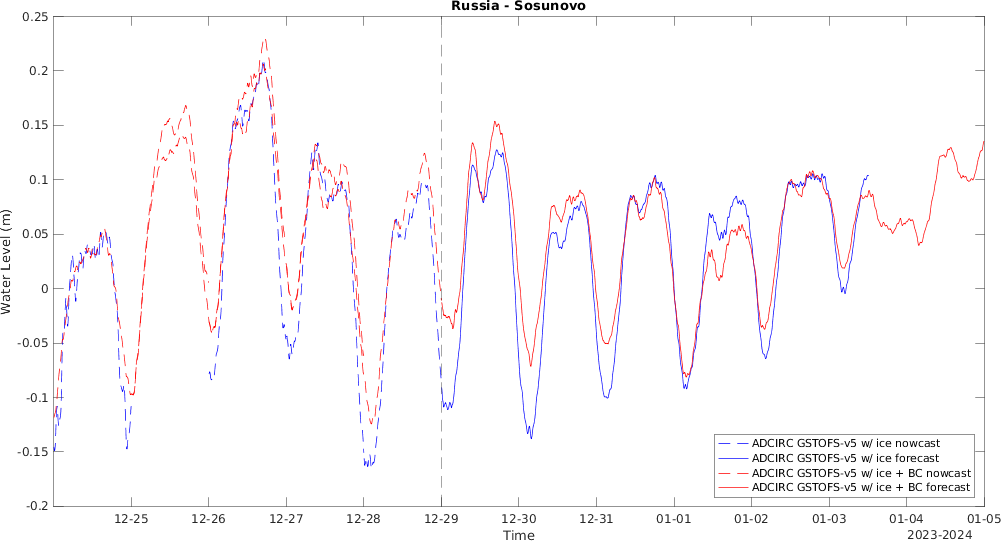 Russia - Sosunovo
0.25
0.2
0.15
0.1
0.05
0
-0.05
-0.1
-0.15
-0.2
Water Level (m)
ADCIRC GSTOFS-v5 w/ ice nowcast
ADCIRC GSTOFS-v5 w/ ice forecast
ADCIRC GSTOFS-v5 w/ ice + BC nowcast
ADCIRC GSTOFS-v5 w/ ice + BC forecast
12-25 12-26 12-27 12-28 12-29 12-30 12-31 01-01 01-02 01-03 01-04 01-05
Time
2023-2024